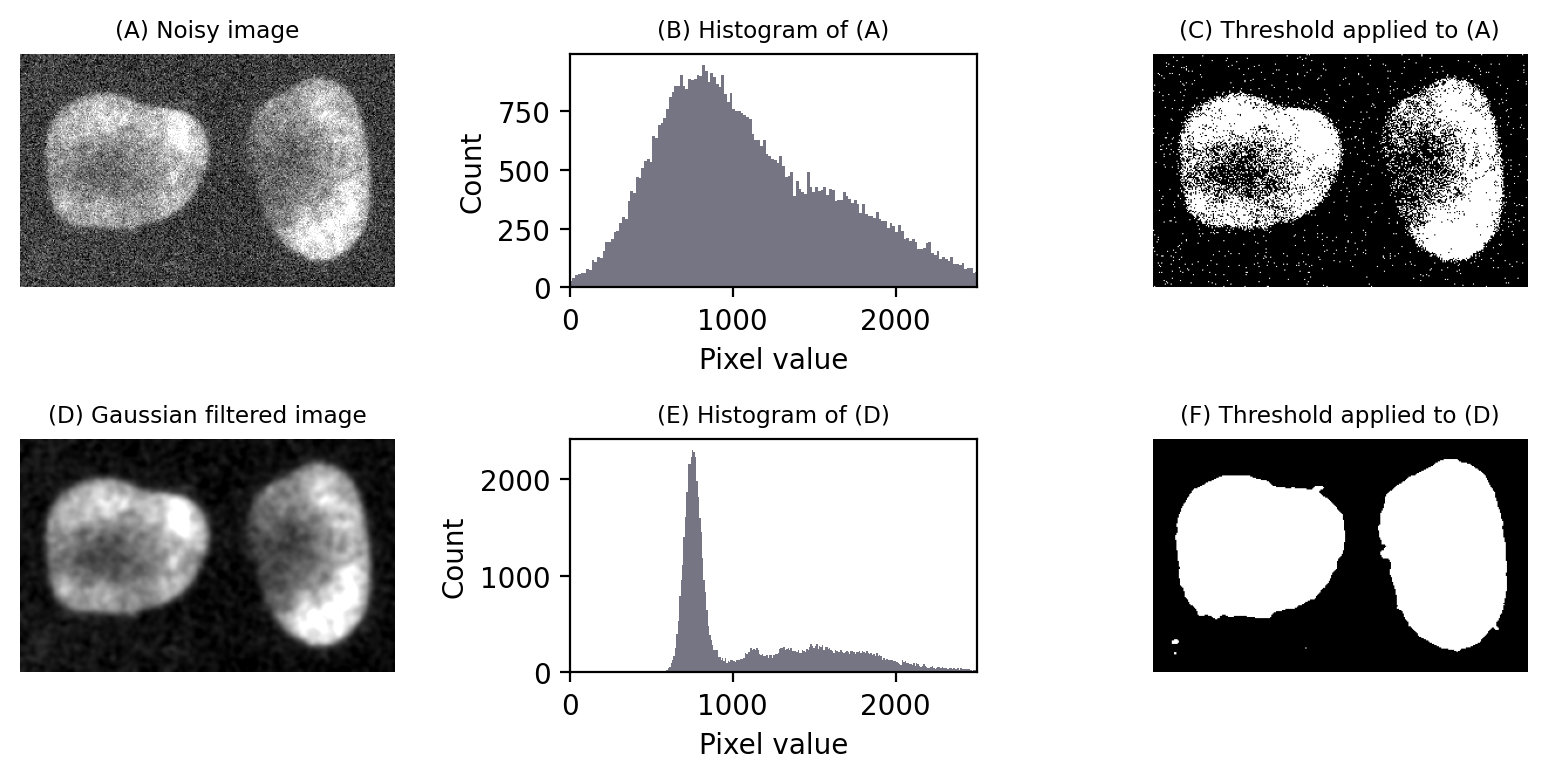 (A) Noisy image
(B) Histogram of (A)
(C) Threshold applied to (A)
750
500
250
0
Count
0 1000 2000
Pixel value
(D) Gaussian filtered image
(E) Histogram of (D)
(F) Threshold applied to (D)
2000
1000
0
Count
0 1000 2000
Pixel value